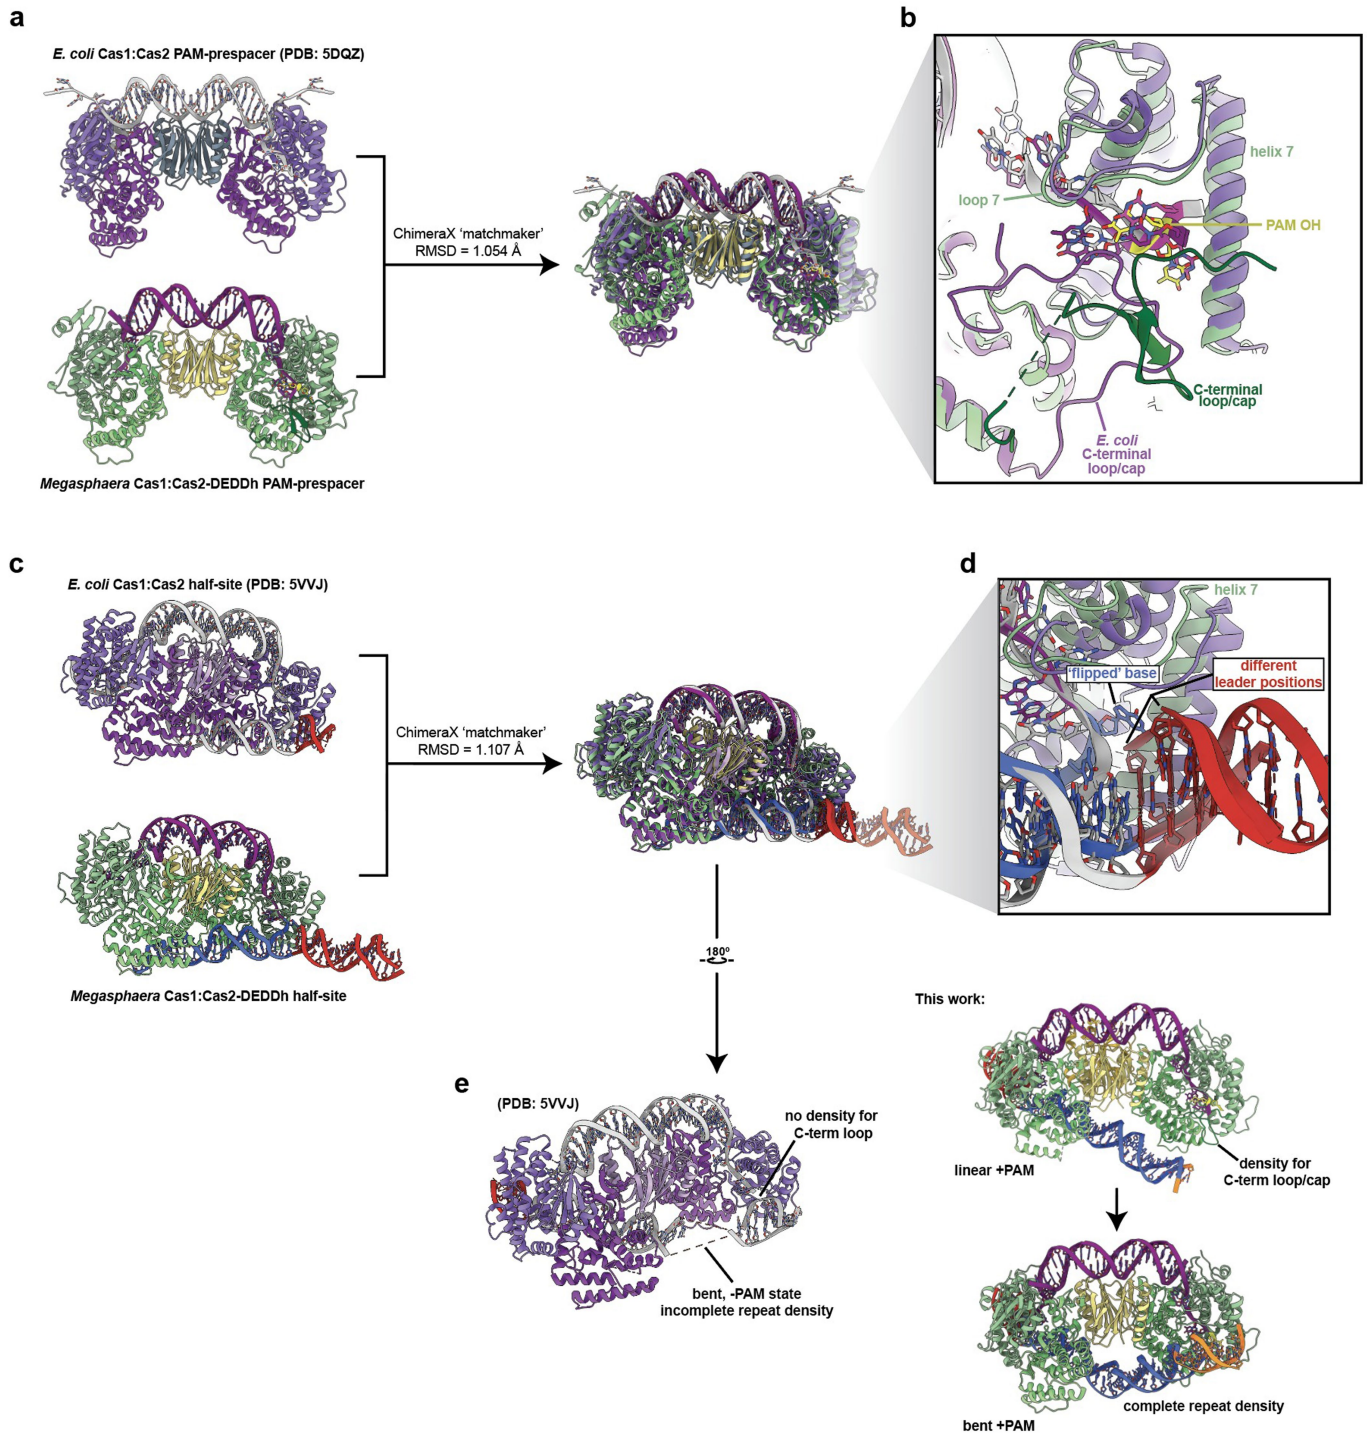 a
E. coli Cas1:Cas2 PAM-prespacer (PDB: 5DQZ)
ChimeraX ‘matchmaker’
RMSD = 1.054 Å
Megasphaera Cas1:Cas2-DEDDh PAM-prespacer
b
helix 7
loop 7
PAM OH
C-terminal
loop/cap
E. coli
C-terminal
loop/cap
c
E. coli Cas1:Cas2 half-site (PDB: 5VVJ)
ChimeraX ‘matchmaker’
RMSD = 1.107 Å
Megasphaera Cas1:Cas2-DEDDh half-site
180º
d
helix 7
‘flipped’ base
different
leader positions
e
(PDB: 5VVJ)
no density for
C-term loop
bent, -PAM state
incomplete repeat density
This work:
linear +PAM
density for
C-term loop/cap
complete repeat density
bent +PAM